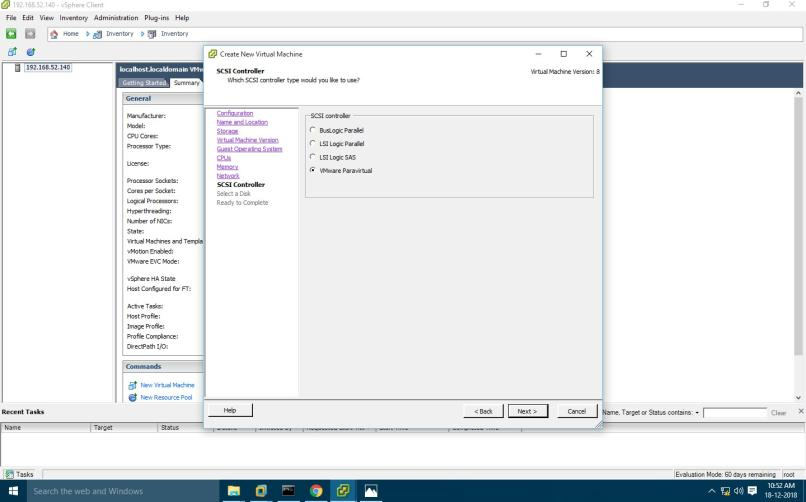 192.168.52.140 - vSphere Client
File Edit View Inventory Administration Plug-ins Help
Home Inventory Inventory
192.168.52.140
localhost.localdomain VMw
Getting Started Summary
General
Manufacturer:
Model:
CPU Cores:
Processor Type:
License:
Processor Sockets:
Cores per Socket:
Logical Processors:
Hyperthreading:
Number of NICs:
State:
Virtual Machines and Templa
vMotion Enabled:
VMware EVC Mode:
vSphere HA State
Host Configured for FT:
Active Tasks:
Host Profile:
Image Profile:
Profile Compliance:
DirectPath I/O:
Commands
New Virtual Machine
New Resource Pool
Create New Virtual Machine
SCSI Controller
Which SCSI controller type would you like to use?
Virtual Machine Version: 8
Configuration
Name and Location
Storage
Virtual Machine Version
Guest Operating System
CPUs
Memory
Network
SCSI Controller
Select a Disk
Ready to Complete
SCSI controller
BusLogic Parallel
LSI Logic Parallel
LSI Logic SAS
VMware Paravirtual
Help
< Back Next > Cancel
Recent Tasks
Name, Target or Status contains: Clear
Name Target Status
Tasks
Evaluation Mode: 60 days remaining root
Search the web and Windows
10:52 AM
18-12-2018